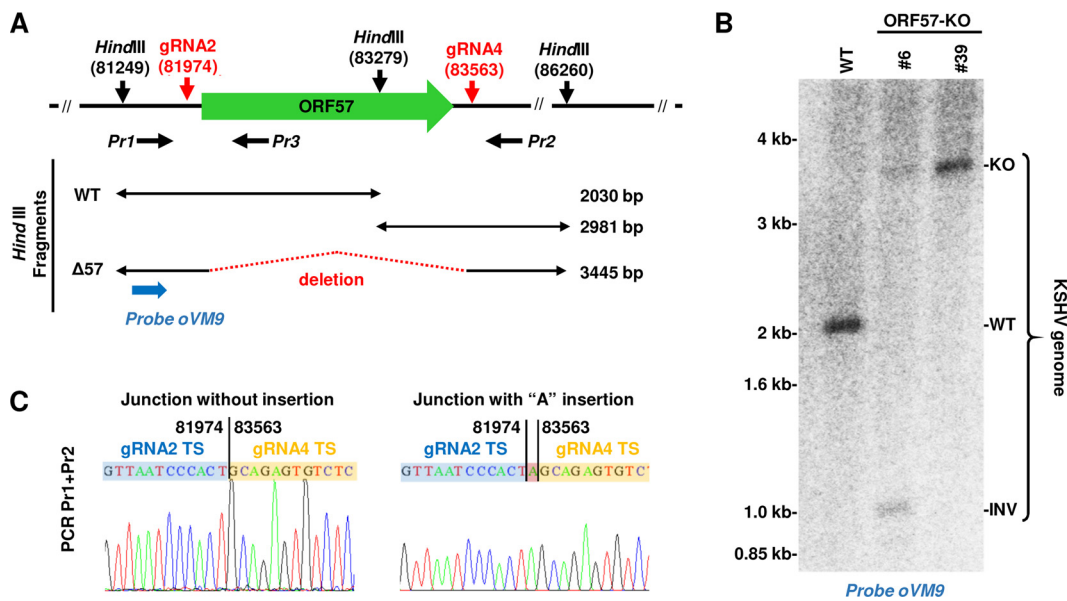 A
HindIII
(81249)
gRNA2
(81974)
HindIII
(83279)
gRNA4
(83563)
HindIII
(86260)
//
//
//
ORF57
Pr1
Pr3
Pr2
Hind III
Fragments
WT
2030 bp
2981 bp
Δ57
deletion
3445 bp
Probe oVM9
B
ORF57-KO
WT
#6
#39
4 kb-
3 kb-
2 kb-
1.6 kb-
1.0 kb-
0.85 kb-
-KO
-WT
-INV
KSHV genome
Probe oVM9
C
PCR Pr1+Pr2
Junction without insertion
81974 83563
gRNA2 TS gRNA4 TS
GTTAATCCCACTGCAGAGTGTCTC
Junction with “A” insertion
81974 83563
gRNA2 TS gRNA4 TS
GTTAATCCCACTAGCAGAGTGTCT